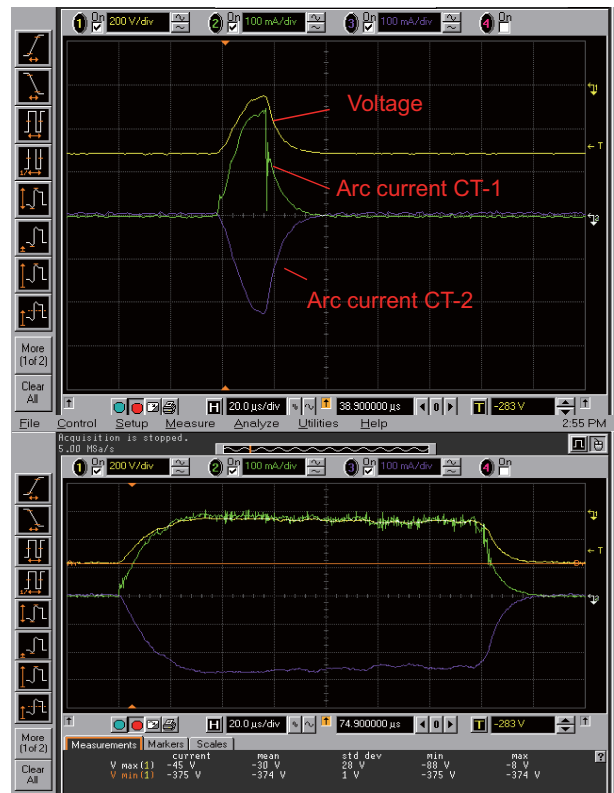 1 On 200 V/div 2 On 100 mA/div 3 On 100 mA/div 4 On
Voltage
T
Arc current CT-1
Arc current CT-2
More
(1of 2)
Clear
All
H 20.0 µs/div 38.900000 µs 0 T -283 V
File Control Setup Measure Analyze Utilities Help 2:55 PM
Acquisition is stopped.
5.00 MSa/s
1 On 200 V/div 2 On 100 mA/div 3 On 100 mA/div 4 On
T
H 20.0 µs/div 74.900000 µs 0 T -283 V
More
(1of 2)
Clear
All
Measurements Markers Scales ?
current mean std dev min max
V max(1) -45 V -30 V 28 V -88 V -8 V
V min(1) -375 V -374 V 1 V -375 V -374 V